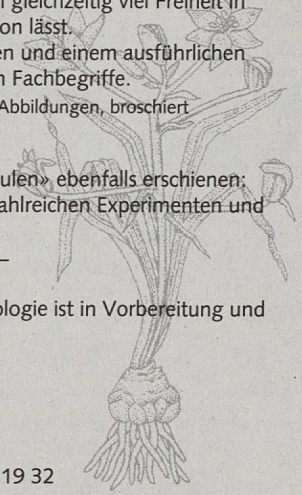 gleichzeitig viel Freiheit in
on lässt.
en und einem ausführlichen
n Fachbegriffe.
Abbildungen, broschiert
ulen» ebenfalls erschienen:
ahlreichen Experimenten und
–
ologie ist in Vorbereitung und
19 32